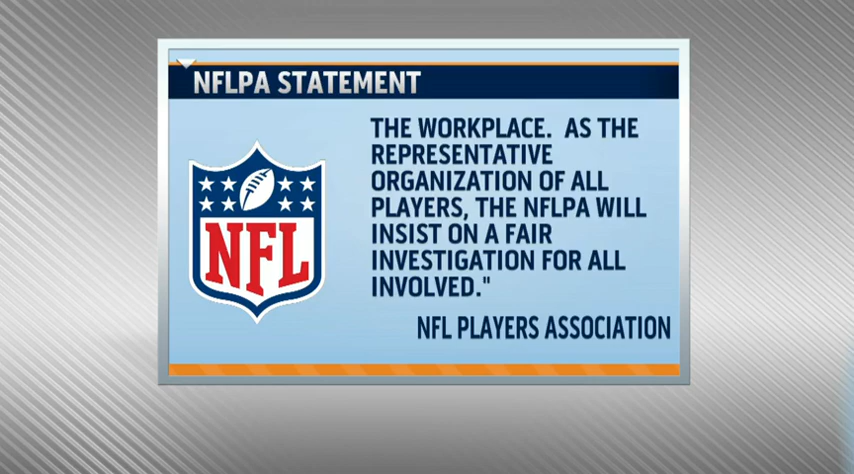 NFLPA STATEMENT
THE WORKPLACE. AS THE
REPRESENTATIVE
ORGANIZATION OF ALL
PLAYERS, THE NFLPA WILL
INSIST ON A FAIR
INVESTIGATION FOR ALL
INVOLVED."
NFL PLAYERS ASSOCIATION
NFL